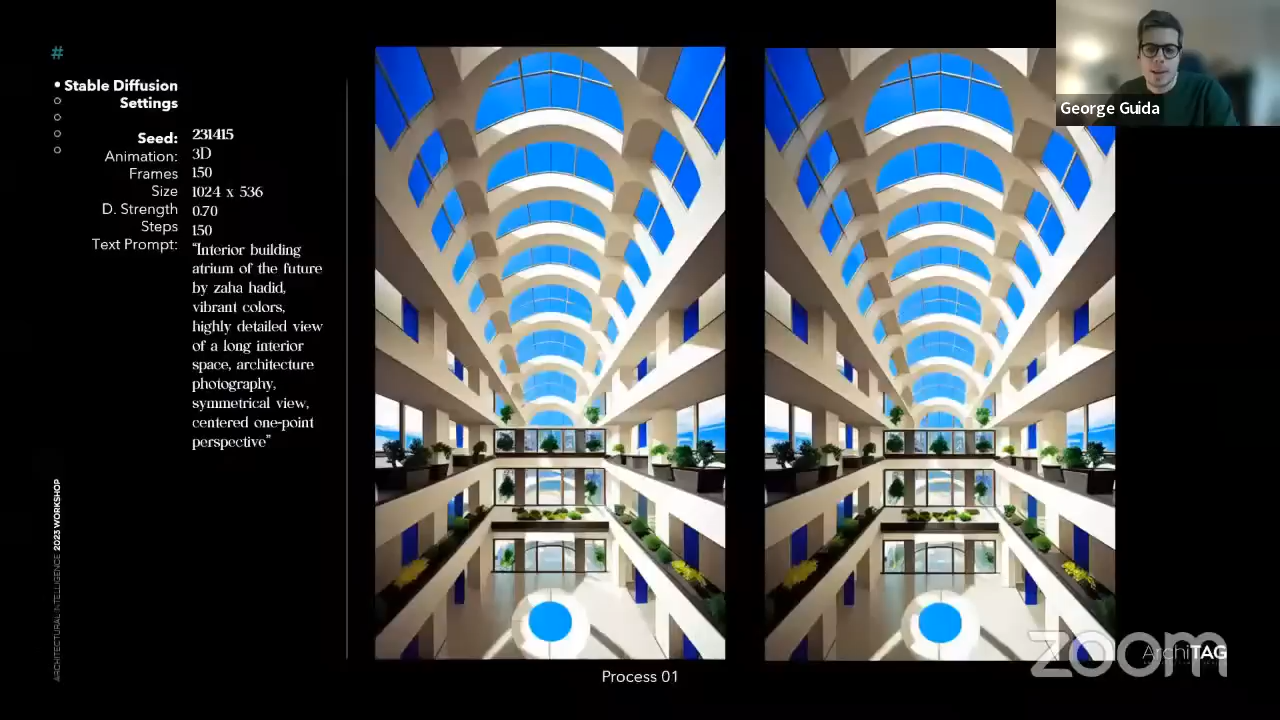 #
Stable Diffusion
Settings
Seed: 231415
Animation: 3D
Frames 150
Size 1024 x 536
D. Strength 0.70
Steps 150
Text Prompt: "Interior building
atrium of the future
by zaha hadid,
vibrant colors,
highly detailed view
of a long interior
space, architecture
photography,
symmetrical view,
centered one-point
perspective"
ARCHITECTURAL INTELLIGENCE 2023 WORKSHOP
Process 01
George Guida
zoom
ArchiTAG